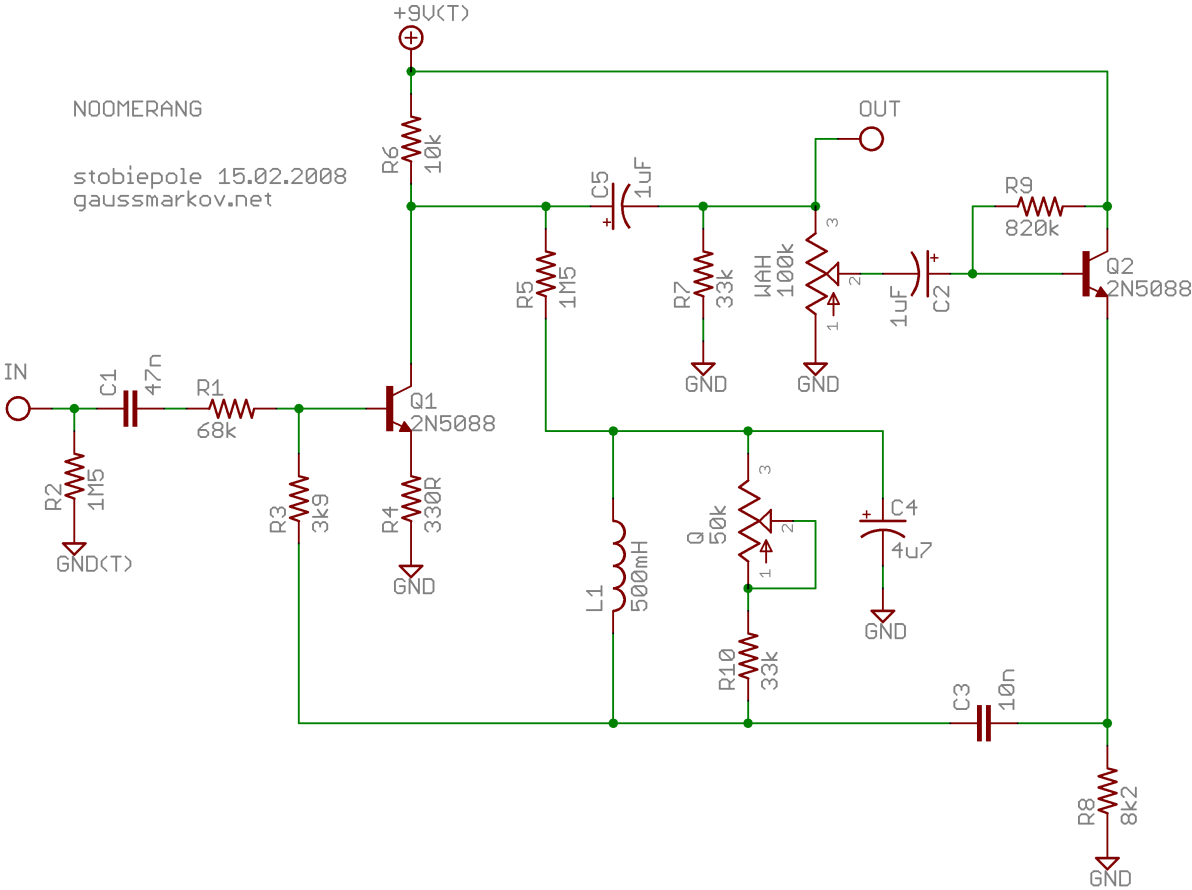 +9V(T)
NOOMERANG
stobiepole 15.02.2008
gaussmarkov.net
OUT
R6
10k
C5
1uF
+
R9
820k
3
WAH
100k
2
1
R5
1M5
R7
33k
1uF
C2
+
Q2
2N5088
GND
GND
IN
C1
47n
R1
68k
Q1
2N5088
R2
1M5
R3
3k9
R4
330R
GND(T)
GND
3
Q
50k
2
1
+
C4
4u7
L1
500mH
GND
R10
33k
C3
10n
R8
8k2
GND